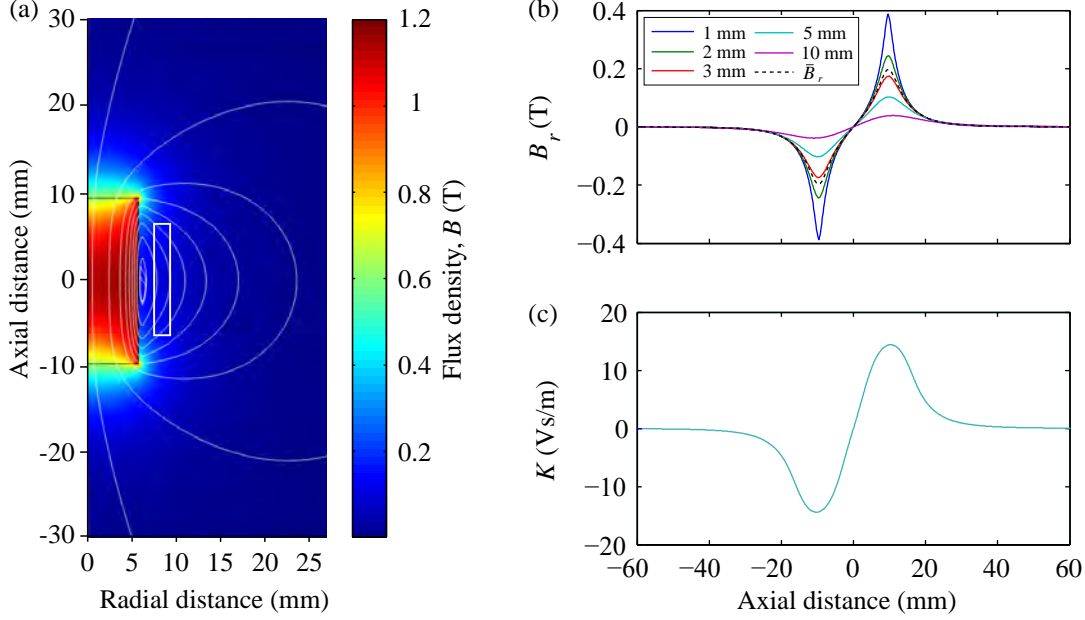 (a)
30
20
10
0
-10
-20
-30
Axial distance (mm)
0 5 10 15 20 25
Radial distance (mm)
1.2
1
0.8
0.6
0.4
0.2
Flux density, B (T)
(b)
0.4
0.2
0
−0.2
−0.4
B_r (T)
1 mm
2 mm
3 mm
5 mm
10 mm
B̄_r
(c)
20
10
0
−10
−20
K (Vs/m)
−60 −40 −20 0 20 40 60
Axial distance (mm)